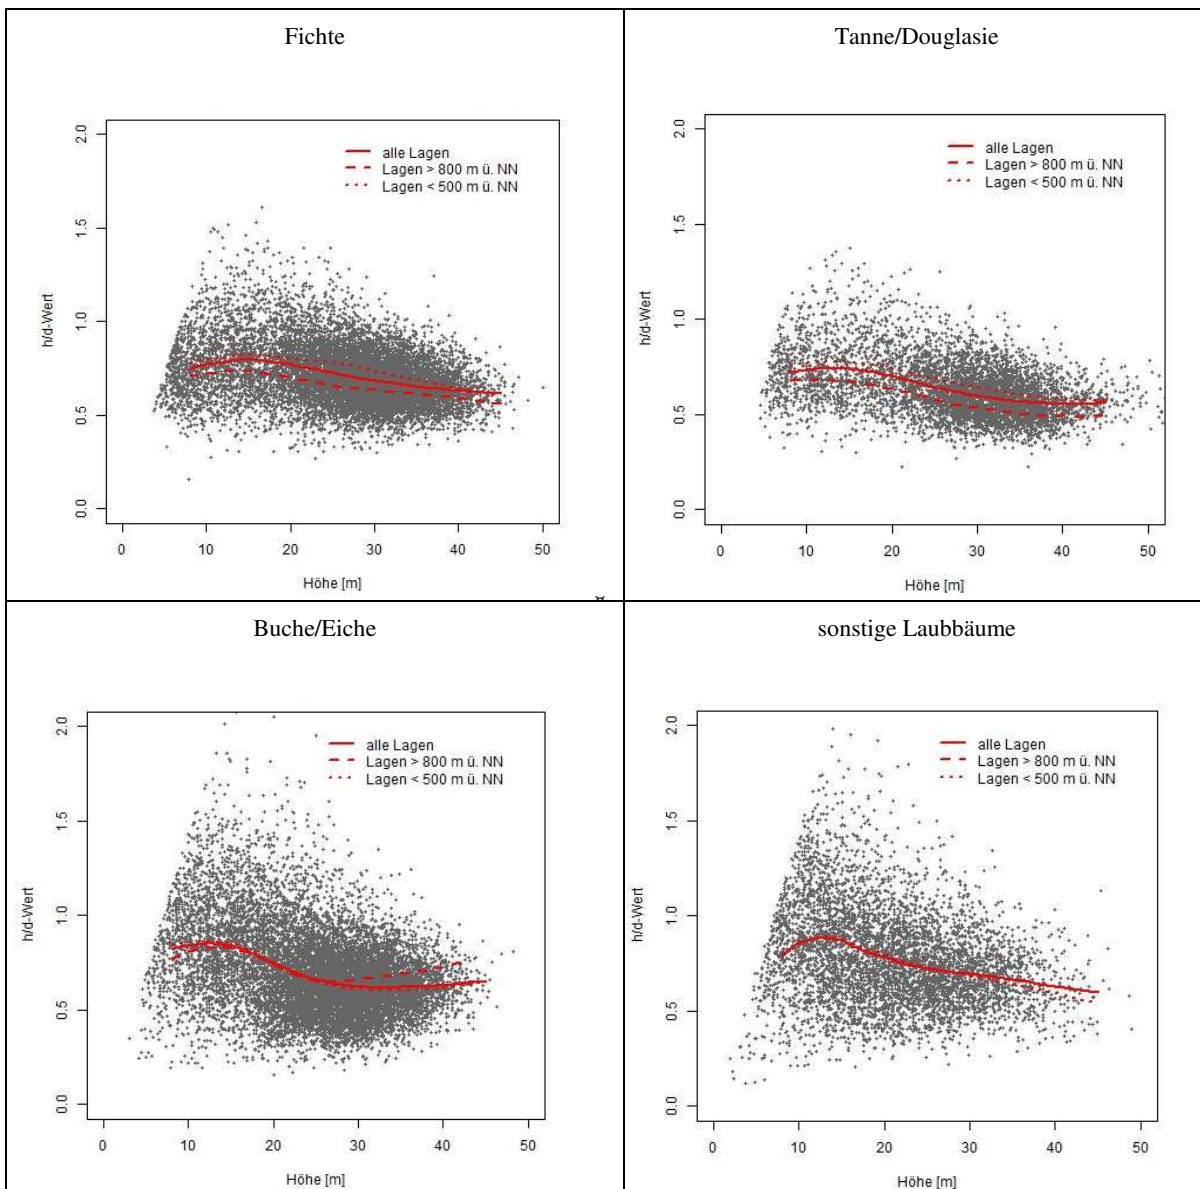 Fichte
2.0
1.5
1.0
0.5
0.0
h/d-Wert
alle Lagen
Lagen > 800 m ü. NN
Lagen < 500 m ü. NN
0 10 20 30 40 50
Höhe [m]
Tanne/Douglasie
2.0
1.5
1.0
0.5
0.0
h/d-Wert
alle Lagen
Lagen > 800 m ü. NN
Lagen < 500 m ü. NN
0 10 20 30 40 50
Höhe [m]
Buche/Eiche
2.0
1.5
1.0
0.5
0.0
h/d-Wert
alle Lagen
Lagen > 800 m ü. NN
Lagen < 500 m ü. NN
0 10 20 30 40 50
Höhe [m]
sonstige Laubbäume
2.0
1.5
1.0
0.5
0.0
h/d-Wert
alle Lagen
Lagen > 800 m ü. NN
Lagen < 500 m ü. NN
0 10 20 30 40 50
Höhe [m]